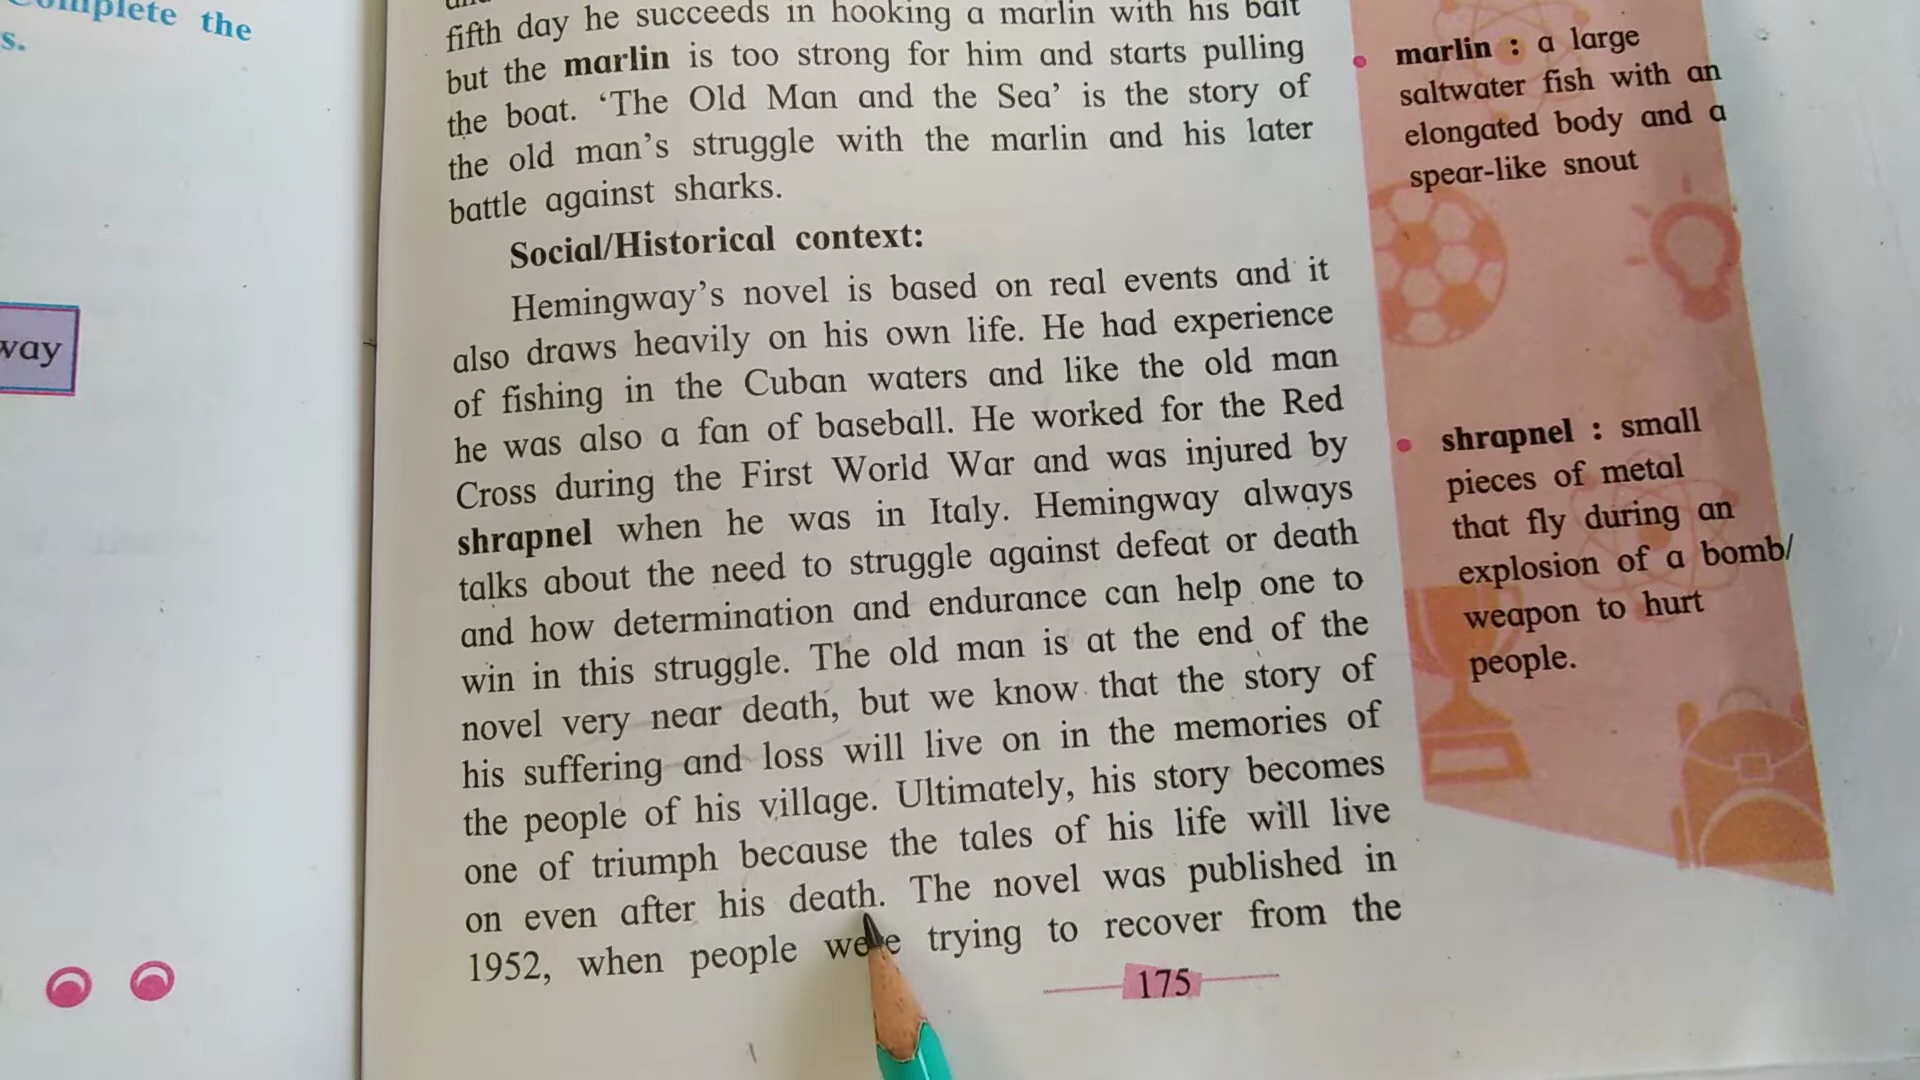 Complete the
s.
way
fifth day he succeeds in hooking a marlin with his bait
but the marlin is too strong for him and starts pulling
the boat. ‘The Old Man and the Sea’ is the story of
the old man’s struggle with the marlin and his later
battle against sharks.
Social/Historical context:
Hemingway’s novel is based on real events and it
also draws heavily on his own life. He had experience
of fishing in the Cuban waters and like the old man
he was also a fan of baseball. He worked for the Red
Cross during the First World War and was injured by
shrapnel when he was in Italy. Hemingway always
talks about the need to struggle against defeat or death
and how determination and endurance can help one to
win in this struggle. The old man is at the end of the
novel very near death, but we know that the story of
his suffering and loss will live on in the memories of
the people of his village. Ultimately, his story becomes
one of triumph because the tales of his life will live
on even after his death. The novel was published in
1952, when people were trying to recover from the
175
marlin : a large
saltwater fish with an
elongated body and a
spear-like snout
shrapnel : small
pieces of metal
that fly during an
explosion of a bomb/
weapon to hurt
people.